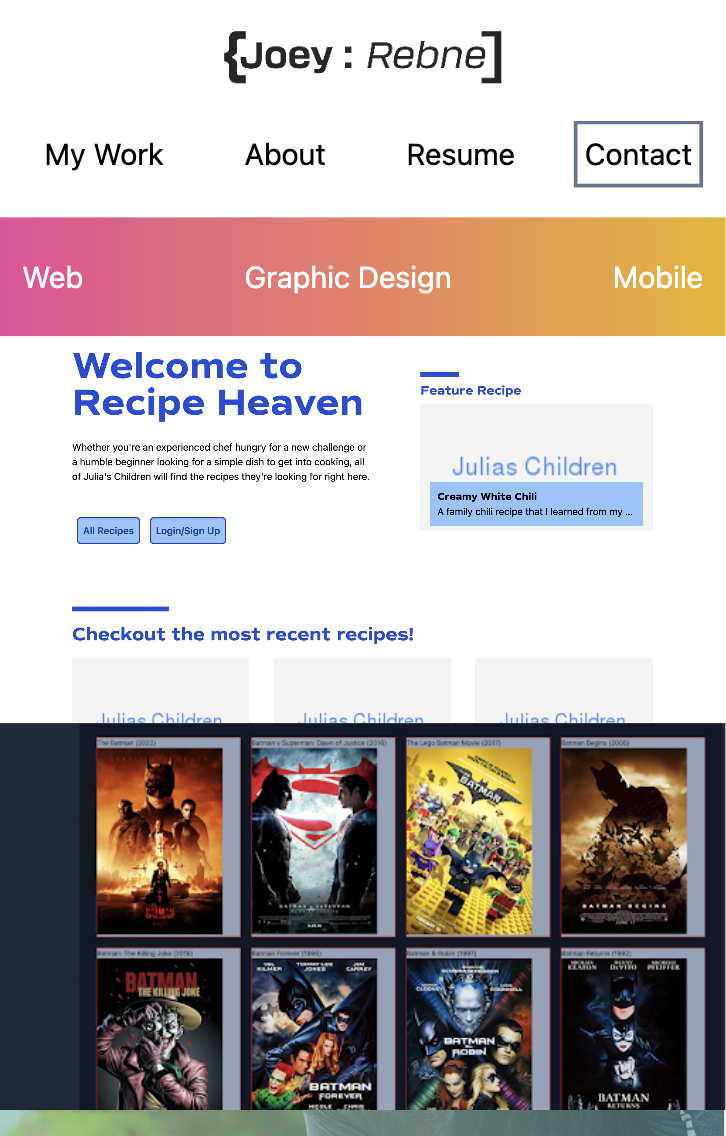 {Joey : Rebne]
My Work About Resume Contact
Web Graphic Design Mobile
Welcome to
Recipe Heaven
Whether you're an experienced chef hungry for a new challenge or
a humble beginner looking for a simple dish to get into cooking, all
of Julia's Children will find the recipes they're looking for right here.
All Recipes Login/Sign Up
Feature Recipe
Julias Children
Creamy White Chili
A family chili recipe that I learned from my ...
Checkout the most recent recipes!
Julias Children Julias Children Julias Children
The Batman (2022) Batman v Superman: Dawn of Justice (2016) The Lego Batman Movie (2017) Batman Begins (2005)
BATMAN
BATMAN BEGINS
Batman: The Killing Joke (2016) Batman Forever (1995) Batman & Robin (1997) Batman Returns (1992)
BATMAN
THE KILLING JOKE
VAL KILMER TOMMY LEE JONES JIM CARREY
BATMAN
FOREVER
NICOLE CHRIS
BATMAN
ROBIN
MICHAEL KEATON DANNY DEVITO MICHELLE PFEIFFER
BATMAN
RETURNS